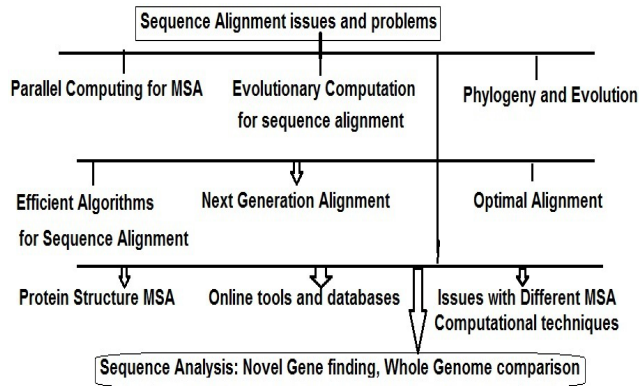 Sequence Alignment issues and problems
Parallel Computing for MSA
Evolutionary Computation
for sequence alignment
Phylogeny and Evolution
Efficient Algorithms
for Sequence Alignment
Next Generation Alignment
Optimal Alignment
Protein Structure MSA
Online tools and databases
Issues with Different MSA
Computational techniques
Sequence Analysis: Novel Gene finding, Whole Genome comparison